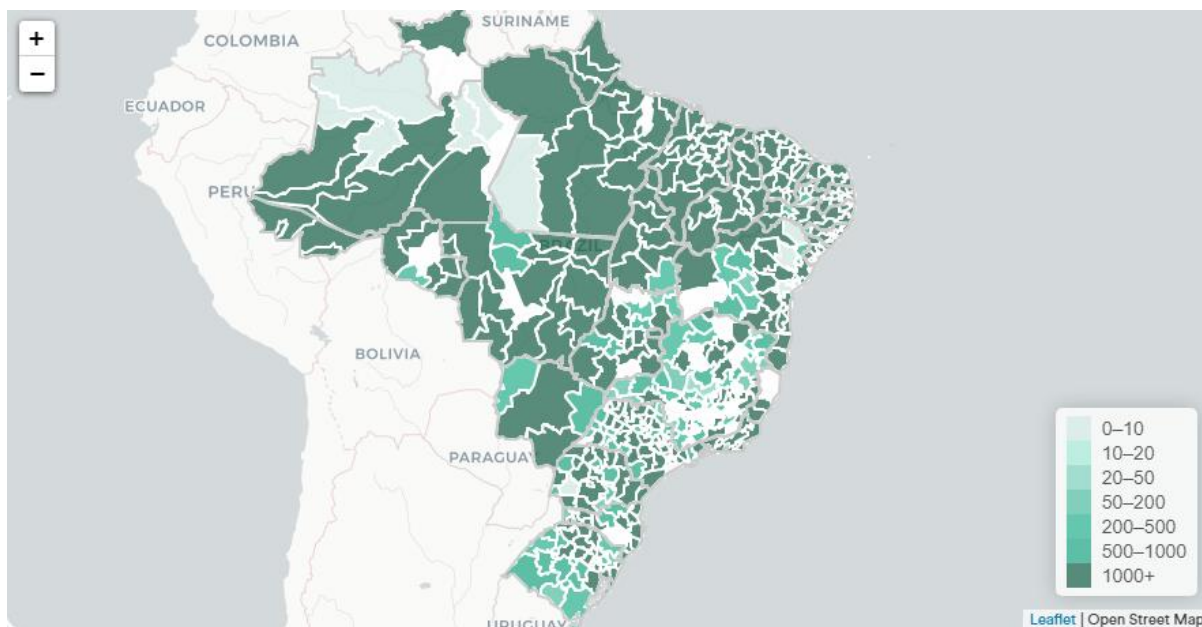 +
−
SURINAME
COLOMBIA
ECUADOR
PERU
BRAZIL
BOLIVIA
PARAGUAY
URUGUAY
0–10
10–20
20–50
50–200
200–500
500–1000
1000+
Leaflet | Open Street Map